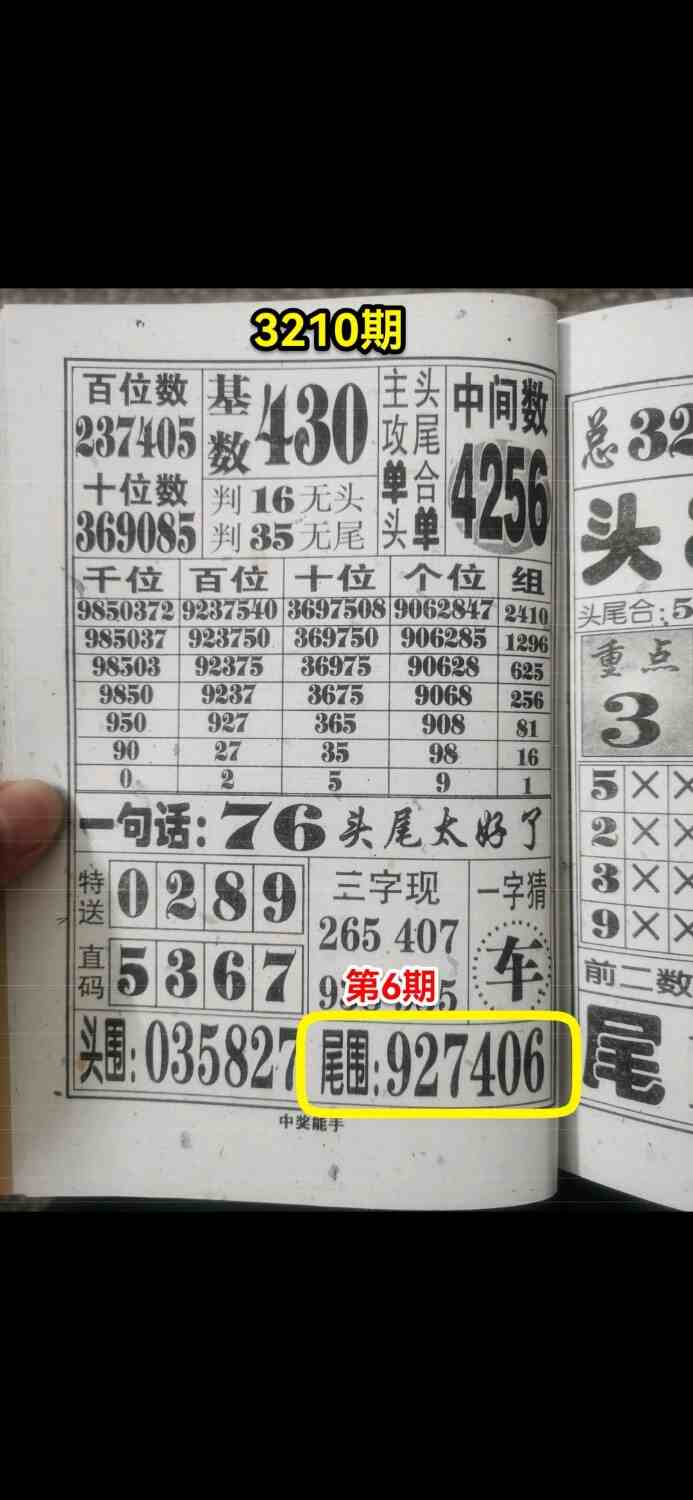 3210期
百位数
237405
十位数
369085
基数 430
判 16 无头
判 35 无尾
主攻单头
头尾合单
中间数
4256
千位 百位 十位 个位 组
9850372 9237540 3697508 9062847 2410
985037 923750 369750 906285 1296
98503 92375 36975 90628 625
9850 9237 3675 9068 256
950 927 365 908 81
90 27 35 98 16
0 2 5 9 1
一句话: 76 头尾太好了
特送 0 2 8 9
直码 5 3 6 7
三字现
265 407
第6期
一字猜
车
头围: 035827
尾围: 927406
中奖能手
总 32
头
头尾合: 5
重点
3
5 × ×
2 × ×
3 × ×
9 × ×
前二数
尾